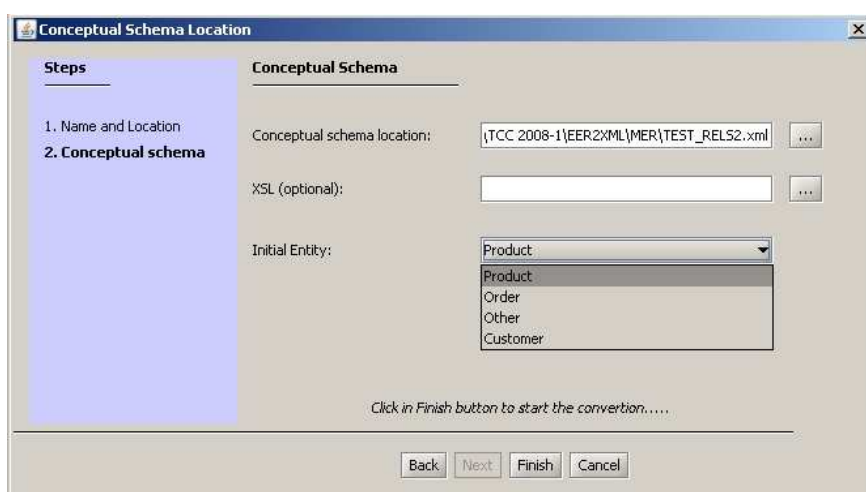 Conceptual Schema Location
Steps
1. Name and Location
2. Conceptual schema
Conceptual Schema
Conceptual schema location:
\TCC 2008-1\EER2XML\MER\TEST_RELS2.xml
...
XSL (optional):
...
Initial Entity:
Product
Product
Order
Other
Customer
Click in Finish button to start the convertion.....
Back
Next
Finish
Cancel